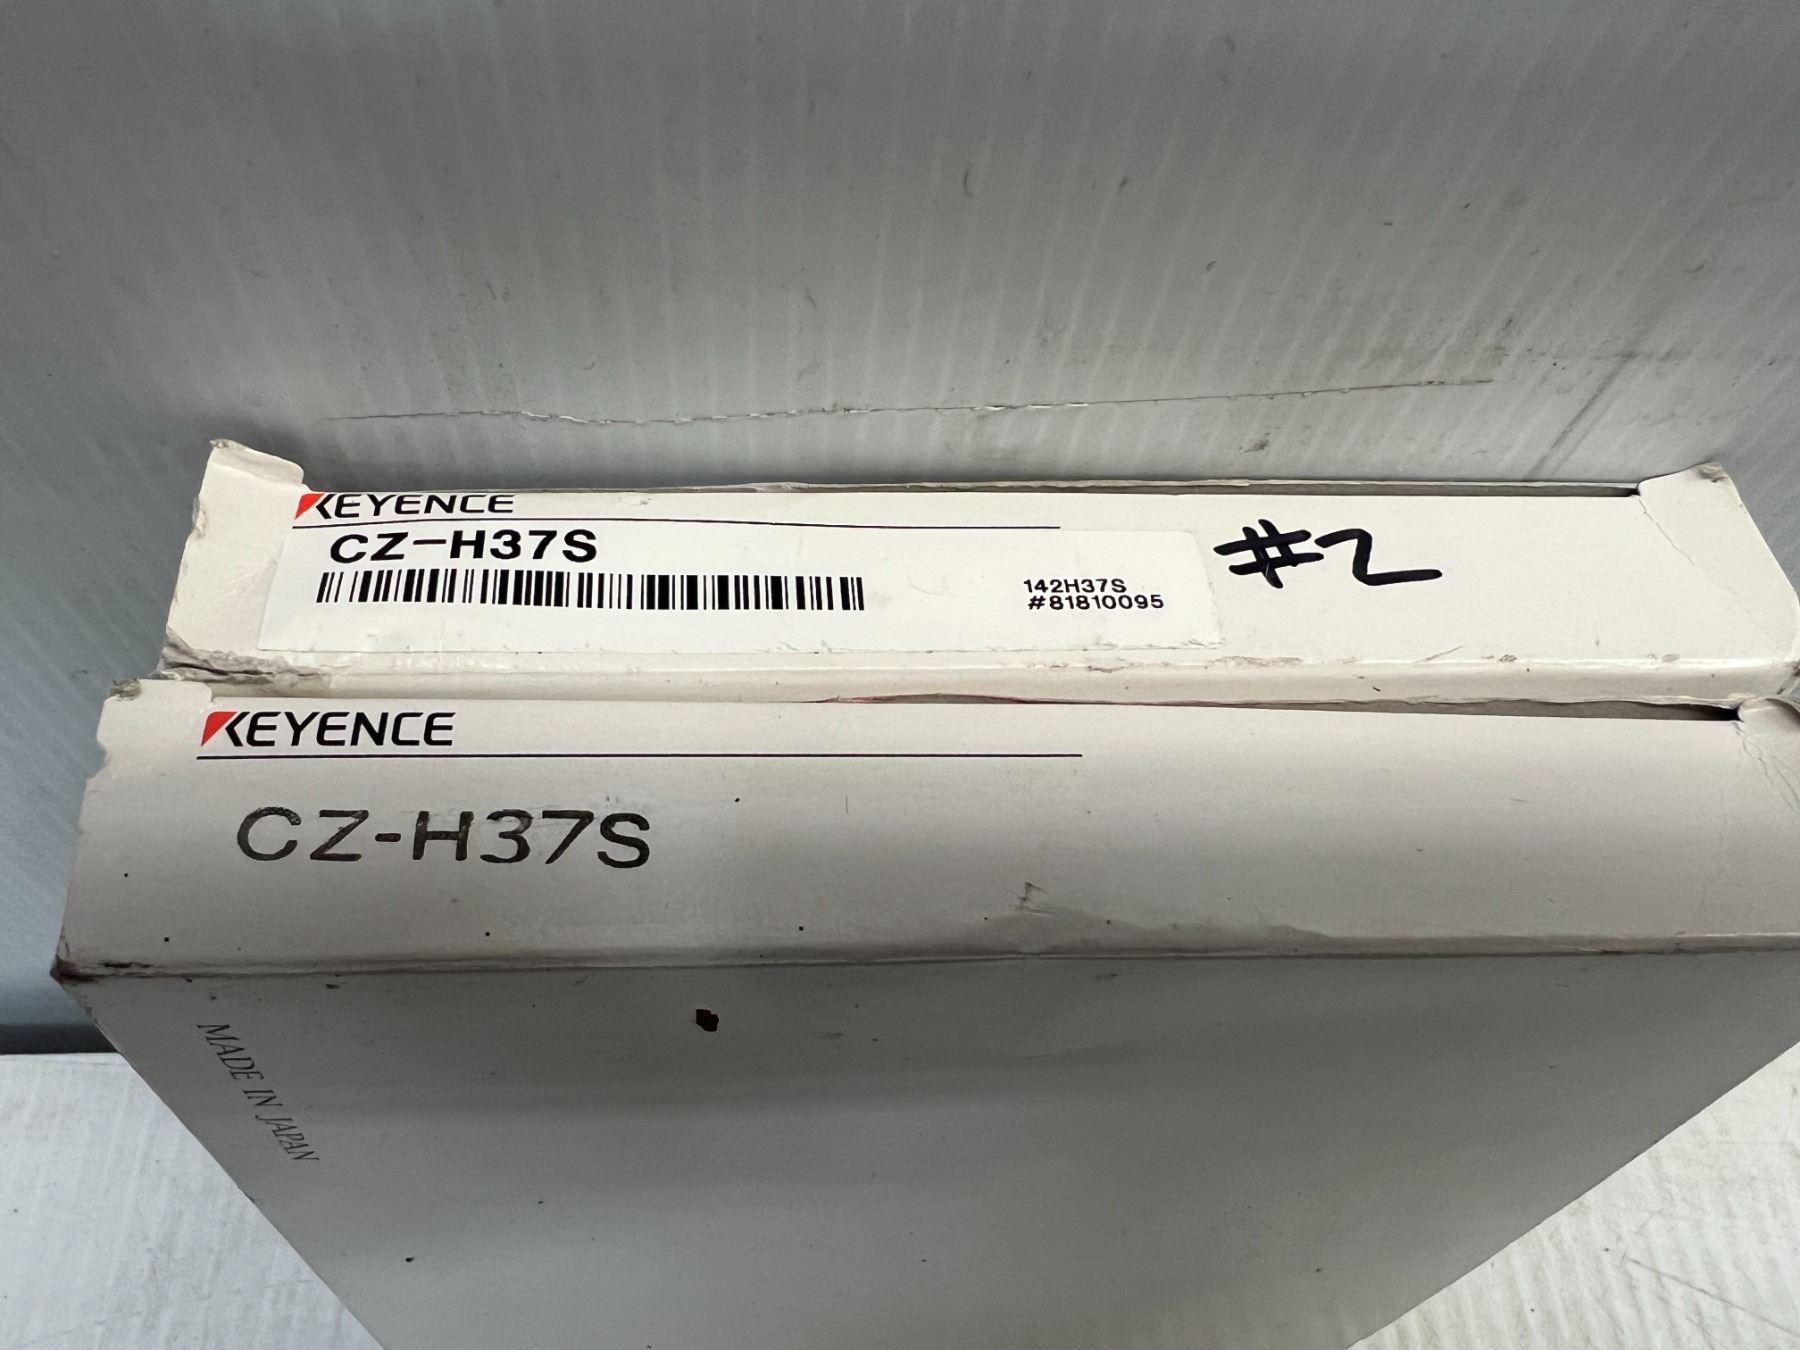 KEYENCE
CZ-H37S
#2
142H37S
#81810095
KEYENCE
CZ-H37S
MADE IN JAPAN